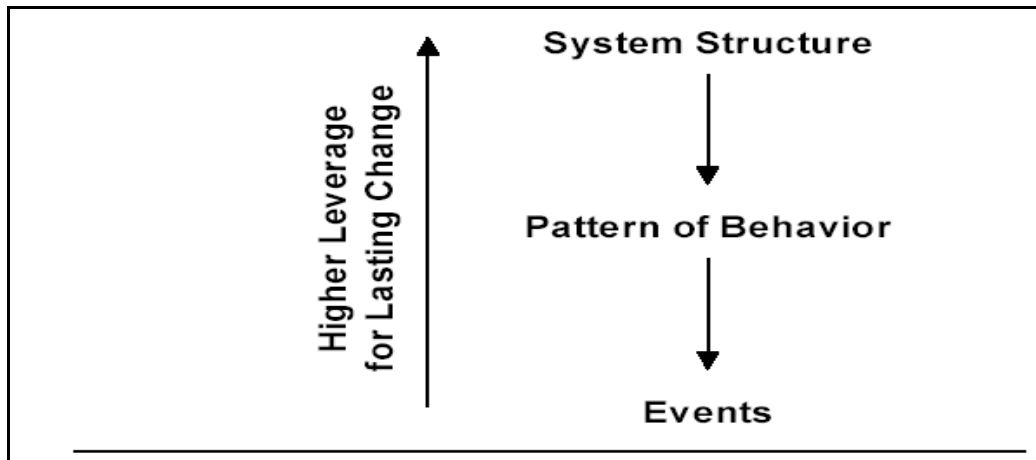 System Structure
Higher Leverage
for Lasting Change
Pattern of Behavior
Events